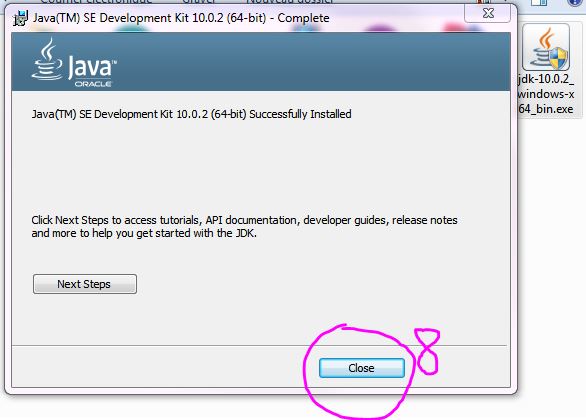 Courrier électronique Graver Nouveau dossier
Java(TM) SE Development Kit 10.0.2 (64-bit) - Complete
Java™
ORACLE
jdk-10.0.2_
windows-x
64_bin.exe
Java(TM) SE Development Kit 10.0.2 (64-bit) Successfully Installed
Click Next Steps to access tutorials, API documentation, developer guides, release notes
and more to help you get started with the JDK.
Next Steps
Close
8